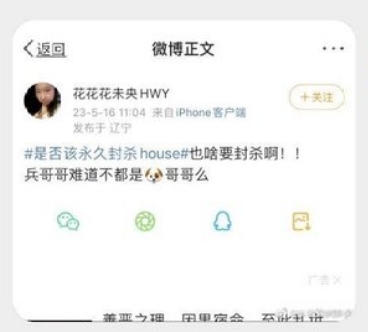 返回
微博正文
花花花未央HWY
+关注
23-5-16 11:04 来自iPhone客户端
发布于 辽宁
#是否该永久封杀house#也啥要封杀啊！！
兵哥哥难道不都是🐶哥哥么
广告